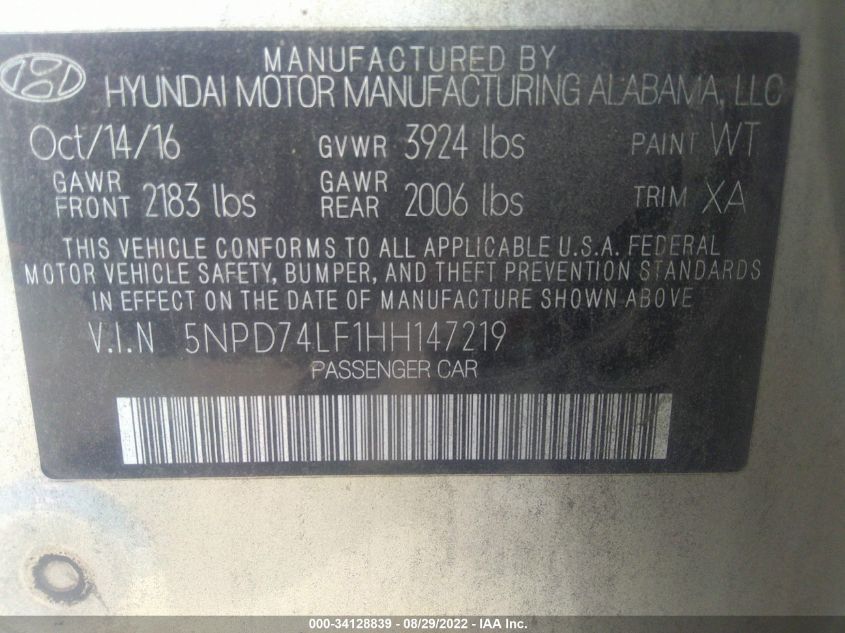 MANUFACTURED BY
HYUNDAI MOTOR MANUFACTURING ALABAMA, LLC
Oct/14/16 GVWR 3924 lbs PAINT WT
GAWR FRONT 2183 lbs GAWR REAR 2006 lbs TRIM XA
THIS VEHICLE CONFORMS TO ALL APPLICABLE U.S.A. FEDERAL
MOTOR VEHICLE SAFETY, BUMPER, AND THEFT PREVENTION STANDARDS
IN EFFECT ON THE DATE OF MANUFACTURE SHOWN ABOVE
V.I.N 5NPD74LF1HH147219
PASSENGER CAR
000-34128839 - 08/29/2022 - IAAI.com